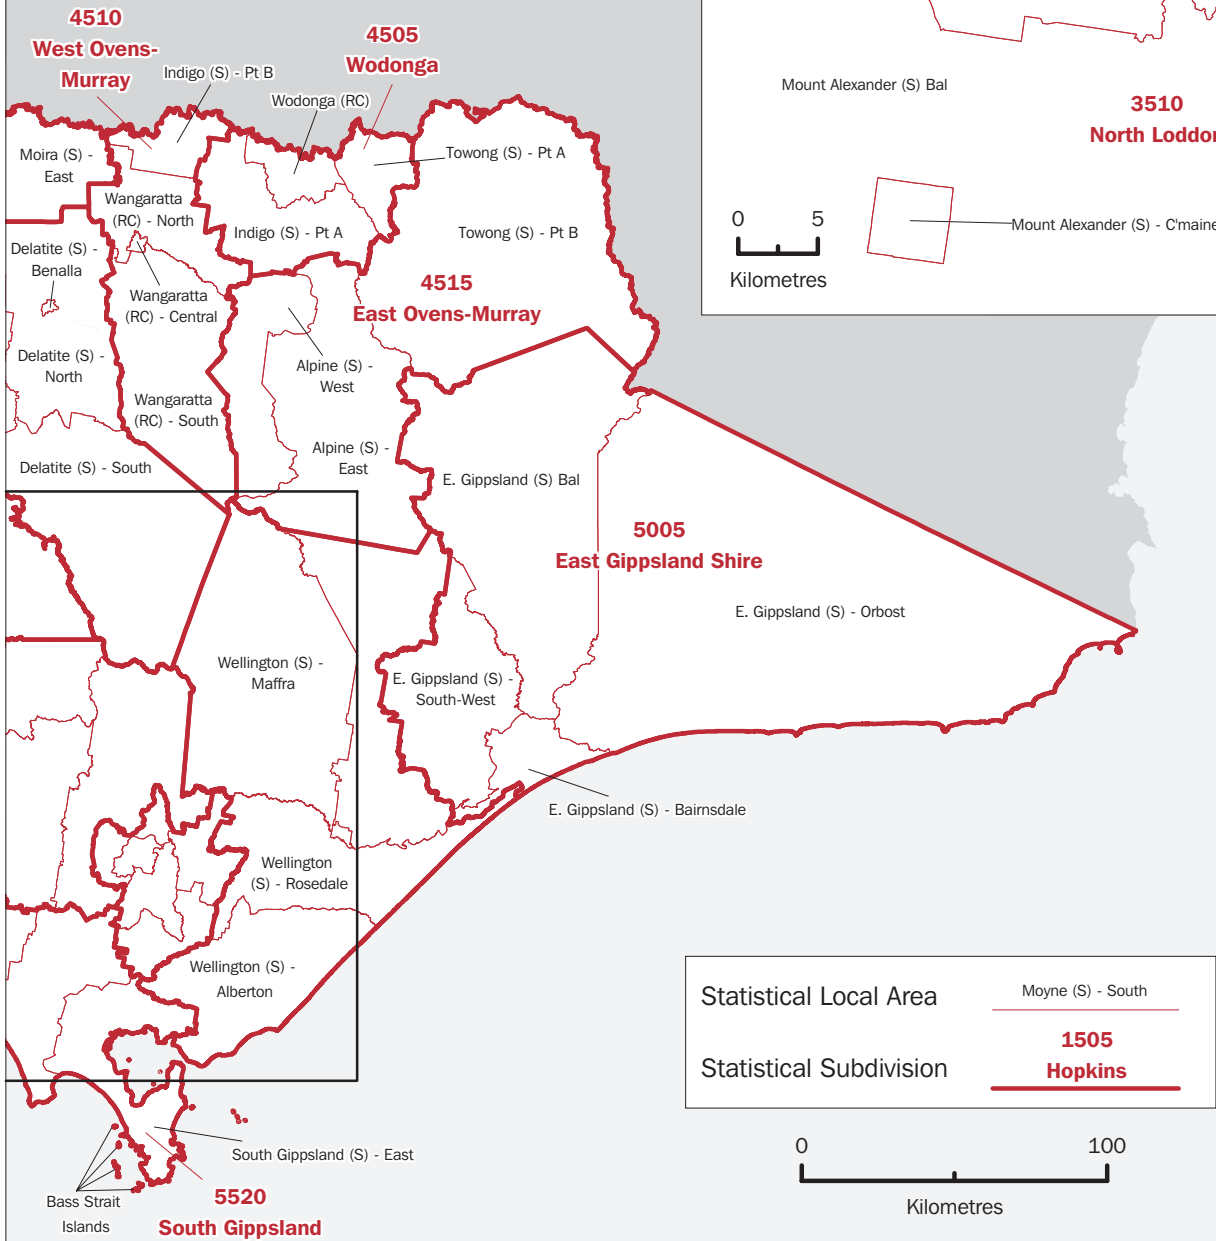 4510
West Ovens-
Murray
Indigo (S) - Pt B
4505
Wodonga
Wodonga (RC)
Mount Alexander (S) Bal
3510
North Loddon
Moira (S) -
East
Towong (S) - Pt A
Wangaratta
(RC) - North
Indigo (S) - Pt A
Towong (S) - Pt B
0 5
Kilometres
Mount Alexander (S) - C'maine
Delatite (S) -
Benalla
4515
East Ovens-Murray
Wangaratta
(RC) - Central
Delatite (S) -
North
Alpine (S) -
West
Wangaratta
(RC) - South
Delatite (S) - South
Alpine (S) -
East
E. Gippsland (S) Bal
5005
East Gippsland Shire
E. Gippsland (S) - Orbost
Wellington (S) -
Maffra
E. Gippsland (S) -
South-West
E. Gippsland (S) - Bairnsdale
Wellington
(S) - Rosedale
Wellington (S) -
Alberton
Statistical Local Area
Moyne (S) - South
Statistical Subdivision
1505
Hopkins
0 100
Kilometres
South Gippsland (S) - East
Bass Strait
Islands
5520
South Gippsland